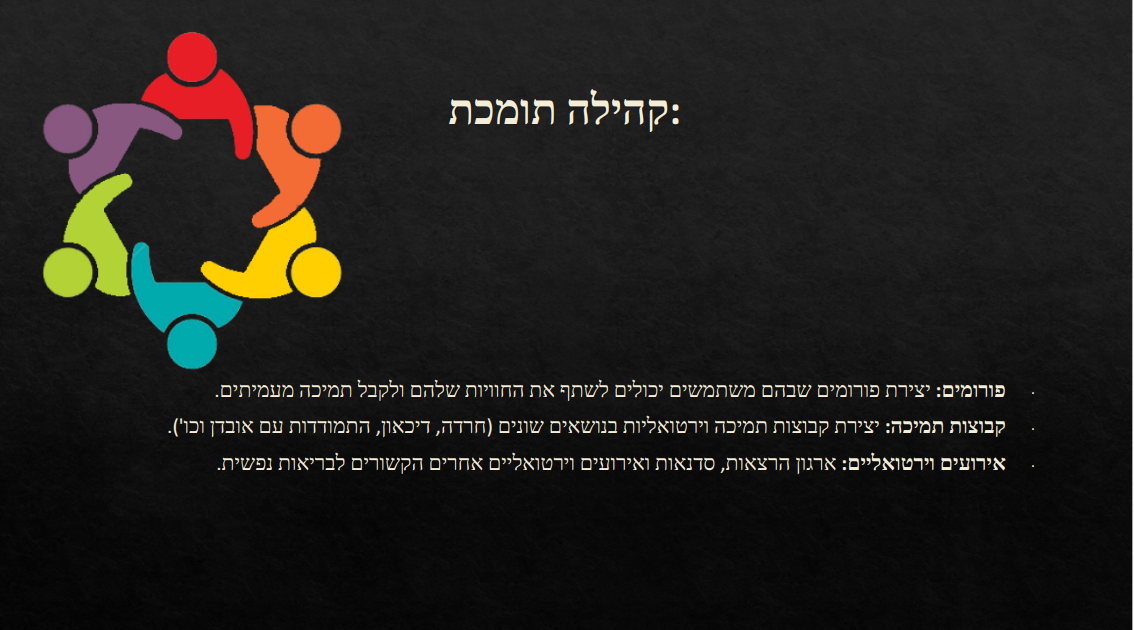 קהילה תומכת:
פורומים: יצירת פורומים שבהם משתמשים יכולים לשתף את החוויות שלהם ולקבל תמיכה מעמיתים.
קבוצות תמיכה: יצירת קבוצות תמיכה וירטואליות בנושאים שונים (חרדה, דיכאון, התמודדות עם אובדן וכו').
אירועים וירטואליים: ארגון הרצאות, סדנאות ואירועים וירטואליים אחרים הקשורים לבריאות נפשית.